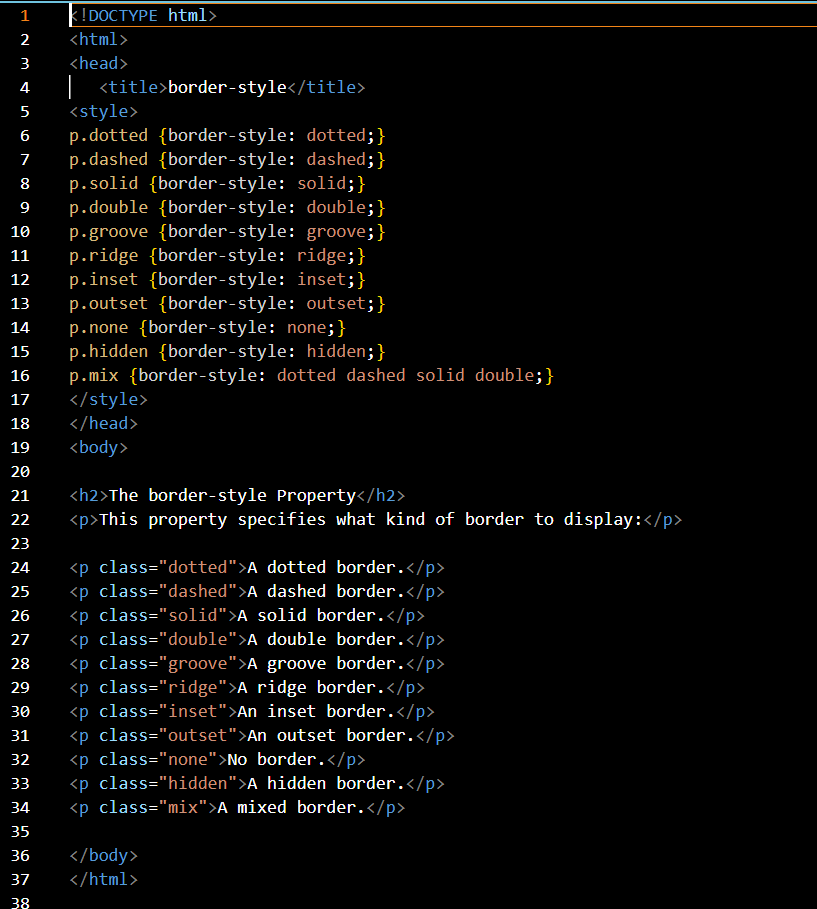 1 <!DOCTYPE html>
2 <html>
3 <head>
4    <title>border-style</title>
5 <style>
6 p.dotted {border-style: dotted;}
7 p.dashed {border-style: dashed;}
8 p.solid {border-style: solid;}
9 p.double {border-style: double;}
10 p.groove {border-style: groove;}
11 p.ridge {border-style: ridge;}
12 p.inset {border-style: inset;}
13 p.outset {border-style: outset;}
14 p.none {border-style: none;}
15 p.hidden {border-style: hidden;}
16 p.mix {border-style: dotted dashed solid double;}
17 </style>
18 </head>
19 <body>
20
21 <h2>The border-style Property</h2>
22 <p>This property specifies what kind of border to display:</p>
23
24 <p class="dotted">A dotted border.</p>
25 <p class="dashed">A dashed border.</p>
26 <p class="solid">A solid border.</p>
27 <p class="double">A double border.</p>
28 <p class="groove">A groove border.</p>
29 <p class="ridge">A ridge border.</p>
30 <p class="inset">An inset border.</p>
31 <p class="outset">An outset border.</p>
32 <p class="none">No border.</p>
33 <p class="hidden">A hidden border.</p>
34 <p class="mix">A mixed border.</p>
35
36 </body>
37 </html>
38